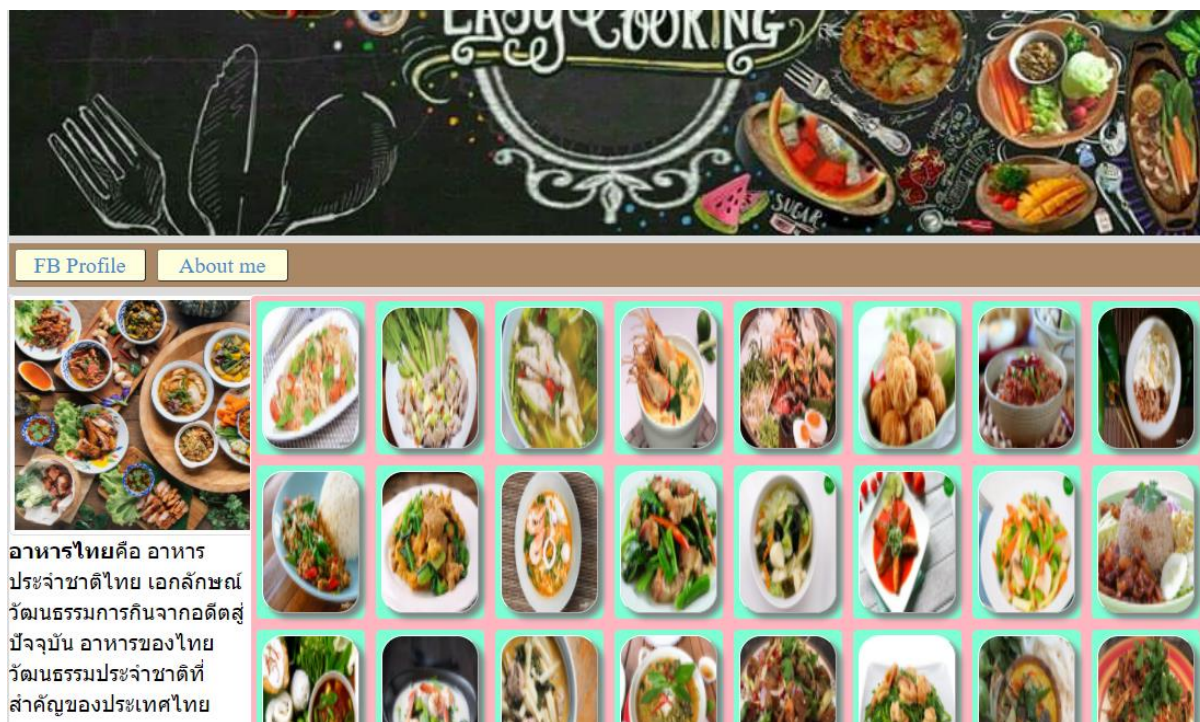 EASY COOKING
SUGAR
FB Profile
About me
อาหารไทยคือ อาหาร
ประจำชาติไทย เอกลักษณ์
วัฒนธรรมการกินจากอดีตสู่
ปัจจุบัน อาหารของไทย
วัฒนธรรมประจำชาติที่
สำคัญของประเทศไทย